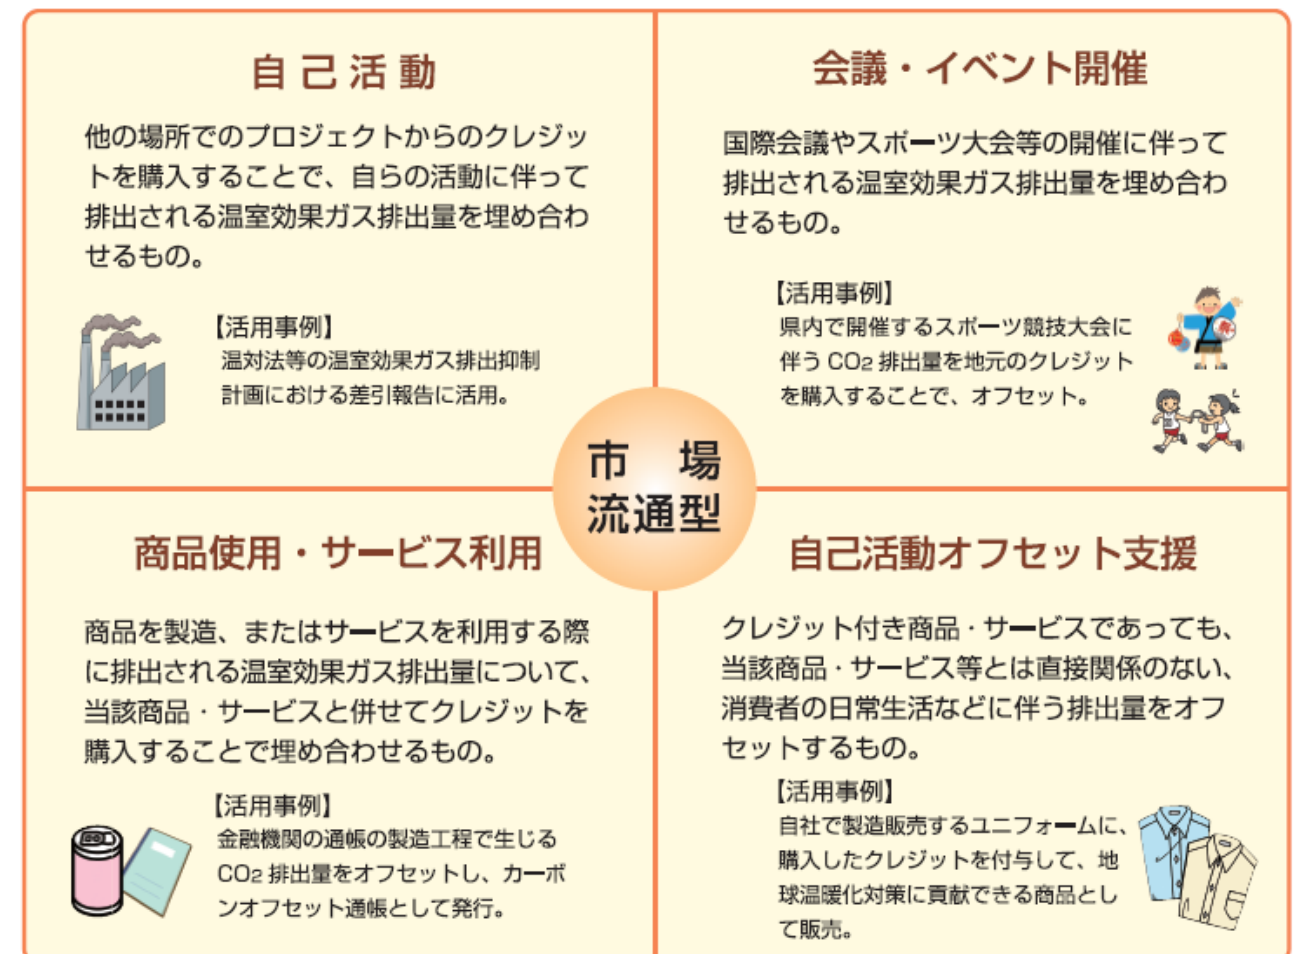 自己活動
他の場所でのプロジェクトからのクレジッ
トを購入することで、自らの活動に伴って
排出される温室効果ガス排出量を埋め合わ
せるもの。
【活用事例】
温対法等の温室効果ガス排出抑制
計画における差引報告に活用。
会議・イベント開催
国際会議やスポーツ大会等の開催に伴って
排出される温室効果ガス排出量を埋め合わ
せるもの。
【活用事例】
県内で開催するスポーツ競技大会に
伴う CO2 排出量を地元のクレジット
を購入することで、オフセット。
市場
流通型
商品使用・サービス利用
商品を製造、またはサービスを利用する際
に排出される温室効果ガス排出量について、
当該商品・サービスと併せてクレジットを
購入することで埋め合わせるもの。
【活用事例】
金融機関の通帳の製造工程で生じる
CO2 排出量をオフセットし、カーボ
ンオフセット通帳として発行。
自己活動オフセット支援
クレジット付き商品・サービスであっても、
当該商品・サービス等とは直接関係のない、
消費者の日常生活などに伴う排出量をオフ
セットするもの。
【活用事例】
自社で製造販売するユニフォームに、
購入したクレジットを付与して、地
球温暖化対策に貢献できる商品とし
て販売。